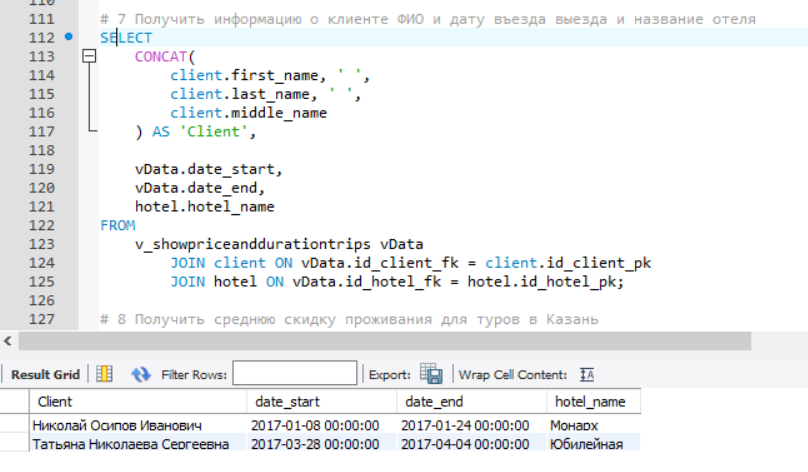 111 # 7 Получить информацию о клиенте ФИО и дату въезда выезда и название отеля
112 SELECT
113 CONCAT(
114 client.first_name, ' ',
115 client.last_name, ' ',
116 client.middle_name
117 ) AS 'Client',
118
119 vData.date_start,
120 vData.date_end,
121 hotel.hotel_name
122 FROM
123 v_showpriceanddurationtrips vData
124 JOIN client ON vData.id_client_fk = client.id_client_pk
125 JOIN hotel ON vData.id_hotel_fk = hotel.id_hotel_pk;
126
127 # 8 Получить среднюю скидку проживания для туров в Казань
Result Grid Filter Rows: Export: Wrap Cell Content:
Client date_start date_end hotel_name
Николай Осипов Иванович 2017-01-08 00:00:00 2017-01-24 00:00:00 Монарх
Татьяна Николаева Сергеевна 2017-03-28 00:00:00 2017-04-04 00:00:00 Юбилейная